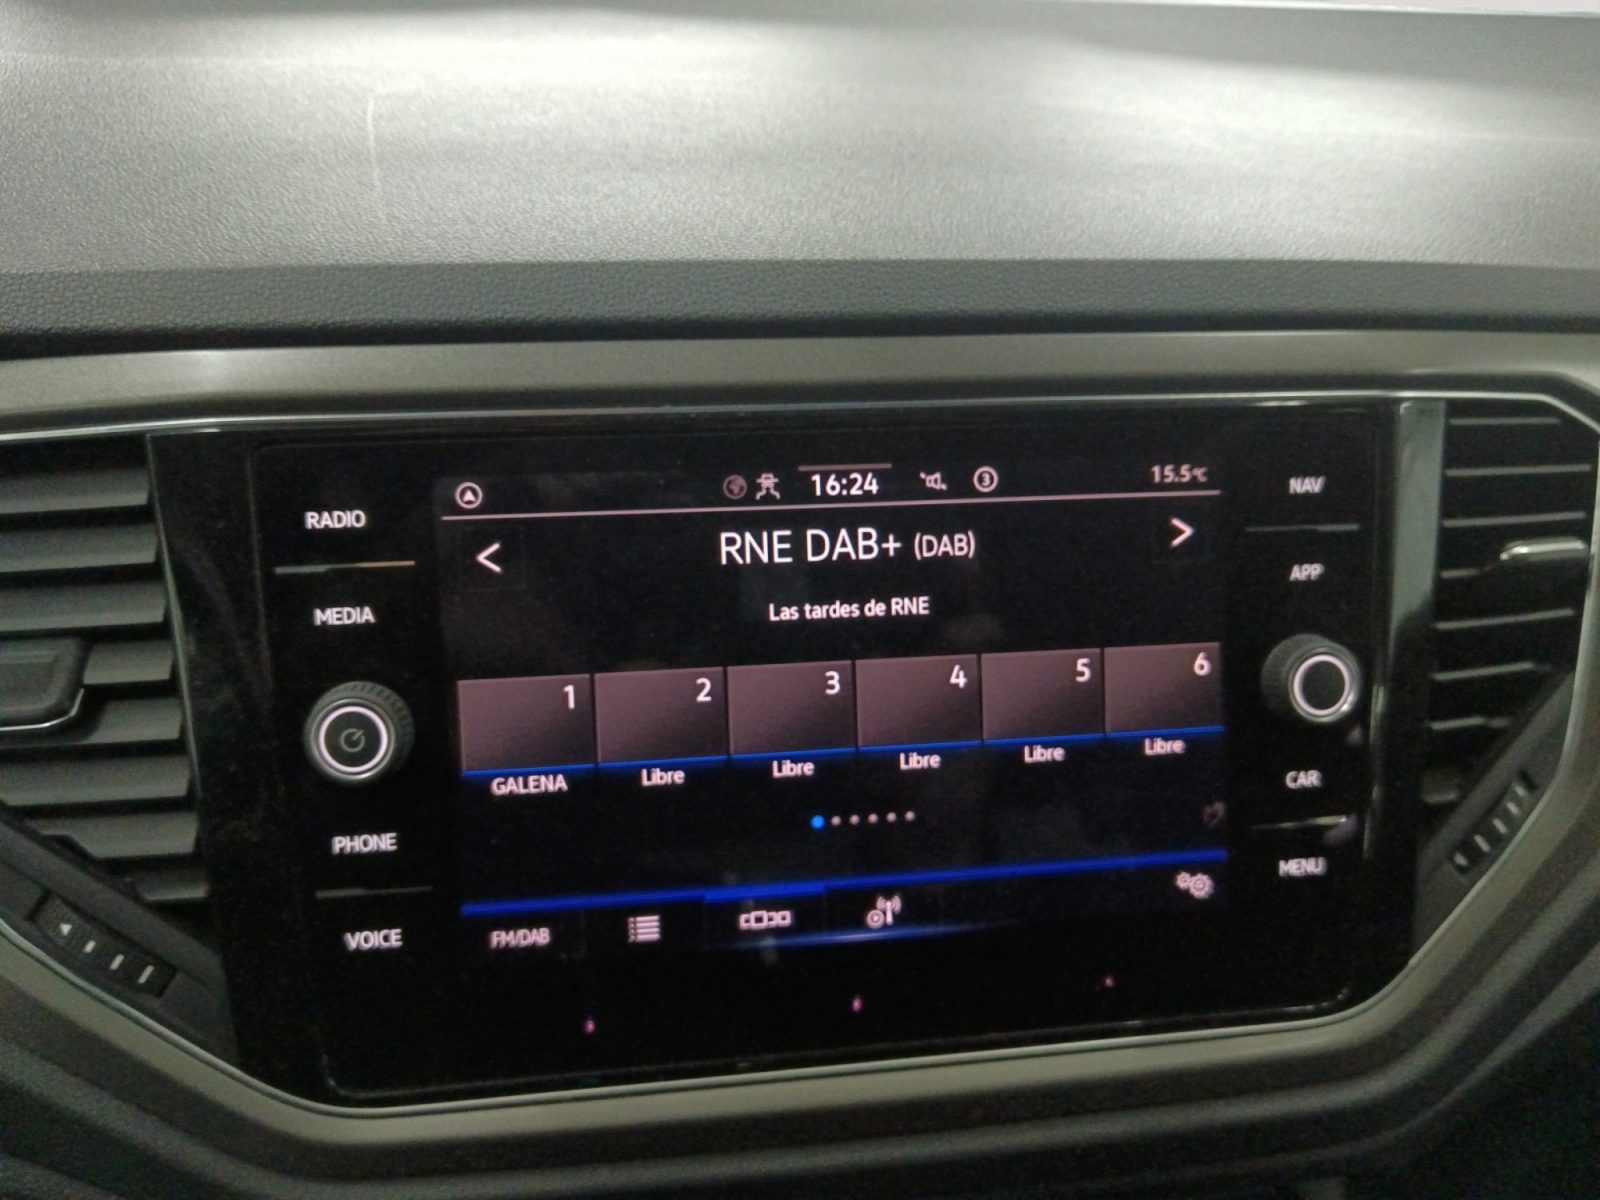 16:24
3
15.5°C
RADIO
MEDIA
PHONE
VOICE
RNE DAB+ (DAB)
Las tardes de RNE
1 2 3 4 5 6
GALENA Libre Libre Libre Libre Libre
FM/DAB
NAV
APP
CAR
MENU